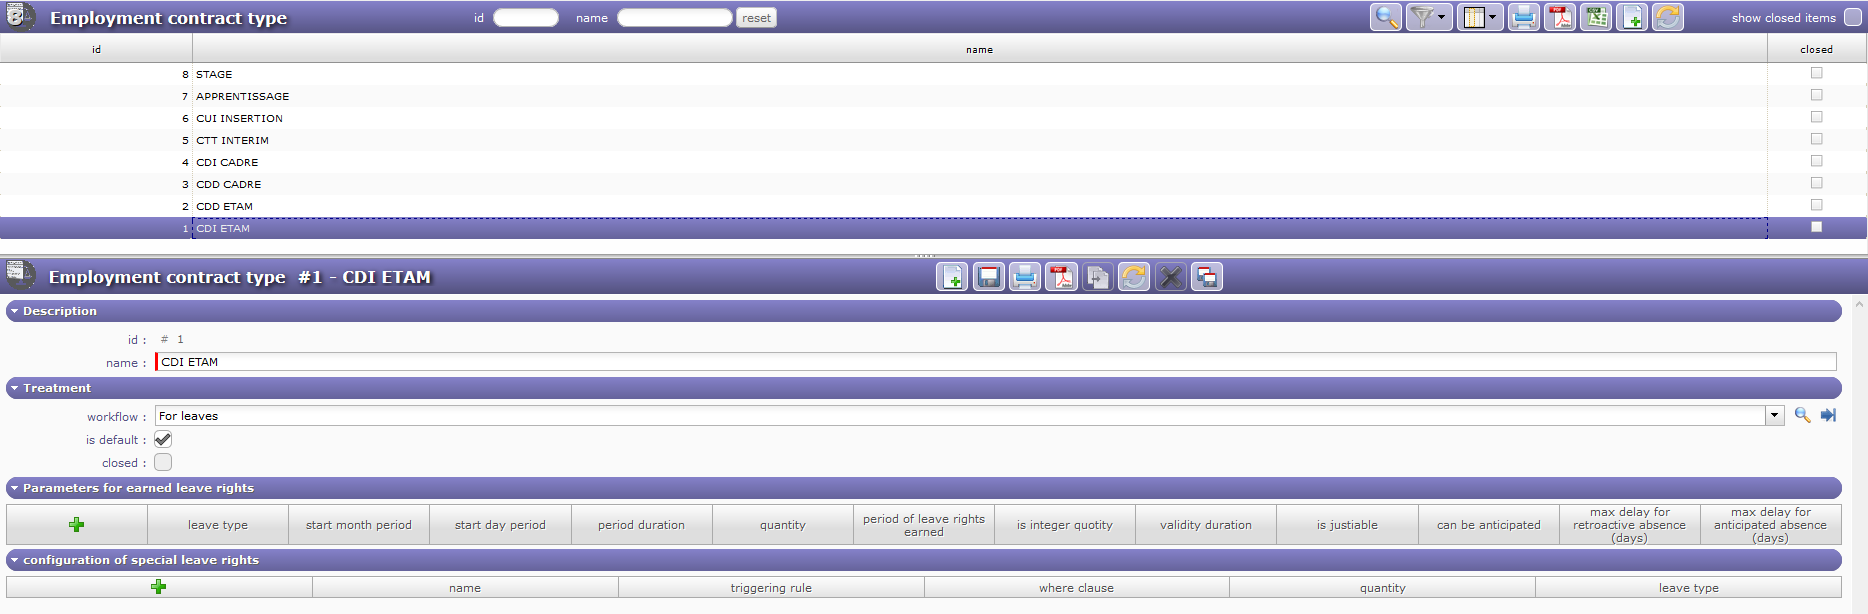 Employment contract type id name reset show closed items
id name closed
8 STAGE
7 APPRENTISSAGE
6 CUI INSERTION
5 CTT INTERIM
4 CDI CADRE
3 CDD CADRE
2 CDD ETAM
1 CDI ETAM
Employment contract type #1 - CDI ETAM
Description
id : # 1
name : CDI ETAM
Treatment
workflow : For leaves
is default :
closed :
Parameters for earned leave rights
leave type start month period start day period period duration quantity period of leave rights earned is integer quotity validity duration is justiable can be anticipated max delay for retroactive absence (days) max delay for anticipated absence (days)
configuration of special leave rights
name triggering rule where clause quantity leave type